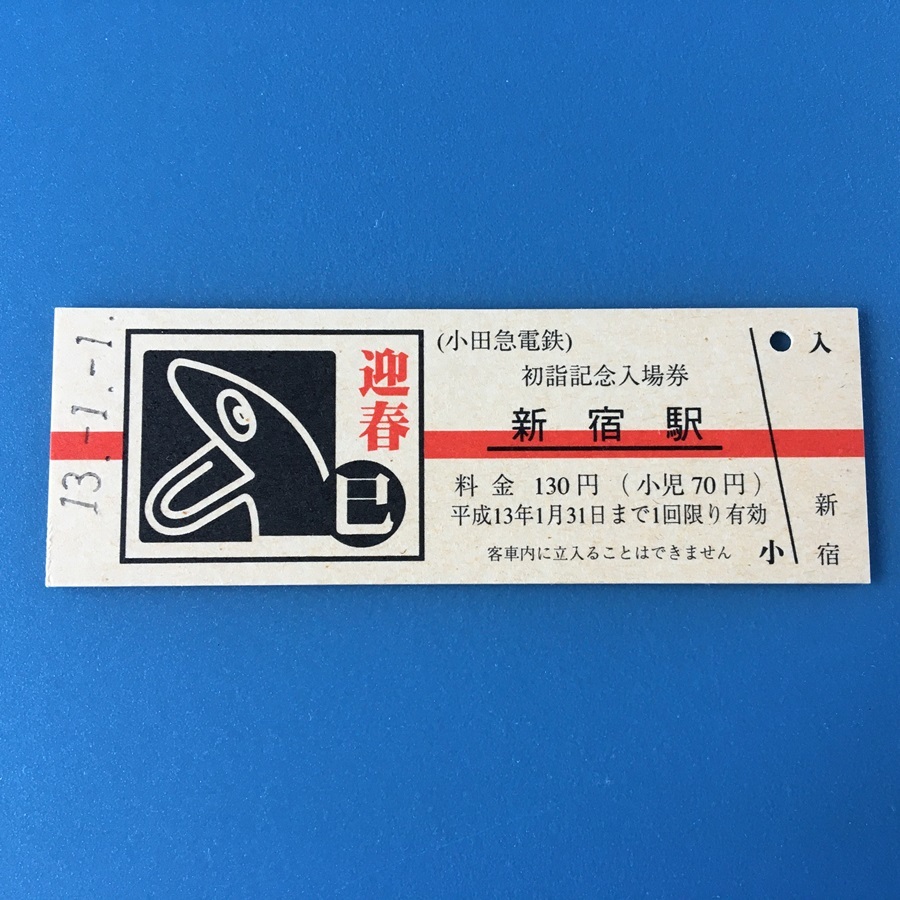 13.-1.-1.
迎春
巳
(小田急電鉄)
初詣記念入場券
新宿駅
料金 130円 (小児70円)
平成13年1月31日まで1回限り有効
客車内に立入ることはできません
小
入
新
宿